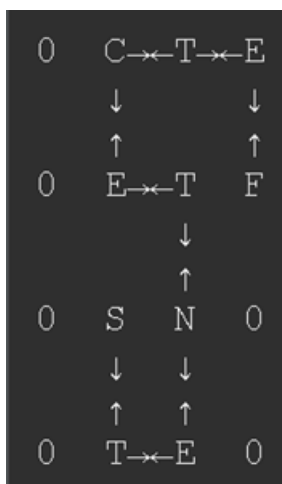 0 C→←T→←E
↓ ↓
↑ ↑
0 E→←T F
↓
↑
0 S N 0
↓ ↓
↑ ↑
0 T→←E 0